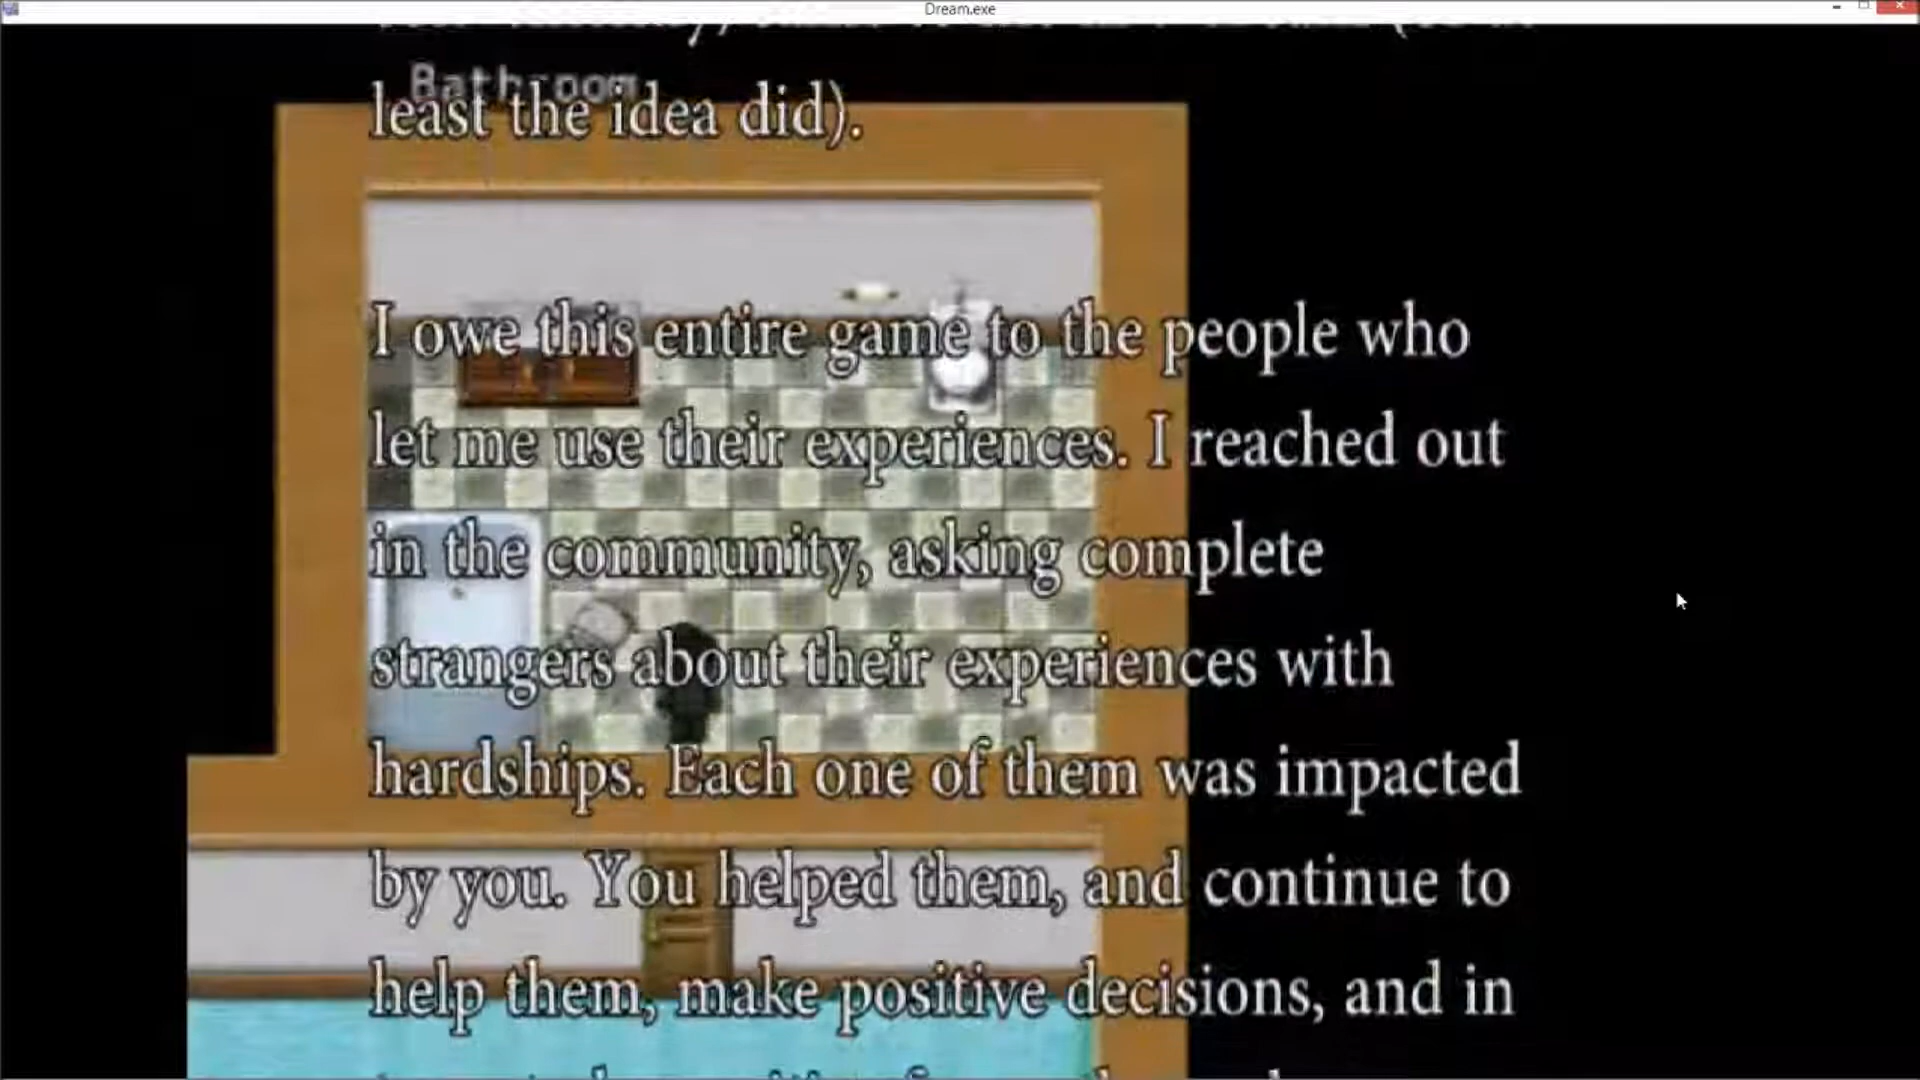 Dream.exe
Bathroom
least the idea did).
I owe this entire game to the people who
let me use their experiences. I reached out
in the community, asking complete
strangers about their experiences with
hardships. Each one of them was impacted
by you. You helped them, and continue to
help them, make positive decisions, and in